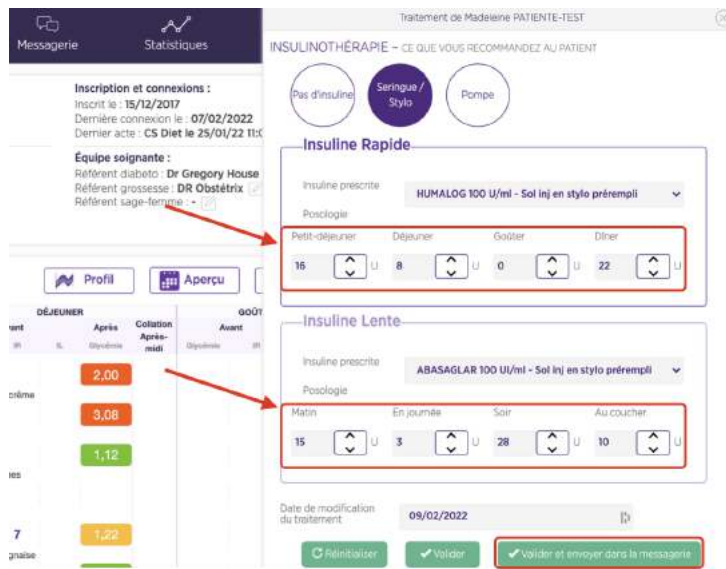 Messagerie
Statistiques
Inscription et connexions :
Inscrit le : 15/12/2017
Dernière connexion le : 07/02/2022
Dernier acte : CS Diet le 25/01/22 11:
Équipe soignante :
Référent diabeto : Dr Gregory House
Référent grossesse : DR Obstétrix
Référent sage-femme : -
Profil
Aperçu
DÉJEUNER
GOÛT
Après
Collation
Après-
midi
Avant
Glycémie
Glycémie
2,00
crème
3,08
1,12
7
1,22
gnaise
Traitement de Madeleine PATIENTE-TEST
INSULINOTHÉRAPIE – CE QUE VOUS RECOMMANDEZ AU PATIENT
Pas d'insuline
Seringue /
Stylo
Pompe
Insuline Rapide
Insuline prescrite
HUMALOG 100 U/ml - Sol inj en stylo prérempli
Posologie
Petit-déjeuner Déjeuner Goûter Dîner
16 U 8 U 0 U 22 U
Insuline Lente
Insuline prescrite
ABASAGLAR 100 UI/ml - Sol inj en stylo prérempli
Posologie
Matin En journée Soir Au coucher
15 U 3 U 28 U 10 U
Date de modification
du traitement
09/02/2022
Réinitialiser
Valider
Valider et envoyer dans la messagerie